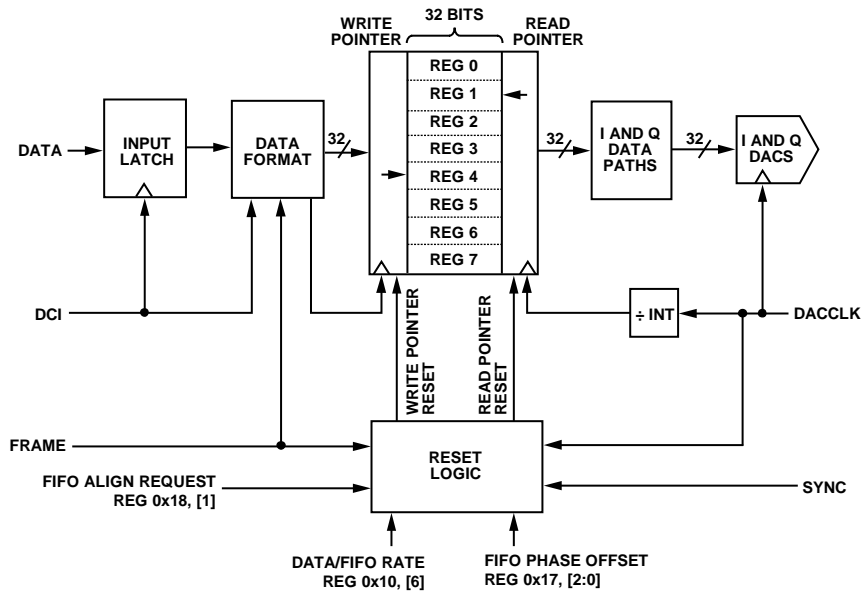 32 BITS
WRITE
POINTER
READ
POINTER
REG 0
REG 1
REG 2
REG 3
REG 4
REG 5
REG 6
REG 7
DATA
INPUT
LATCH
DATA
FORMAT
32
32
I AND Q
DATA
PATHS
32
I AND Q
DACS
DCI
÷ INT
DACCLK
WRITE POINTER
RESET
READ POINTER
RESET
FRAME
RESET
LOGIC
FIFO ALIGN REQUEST
REG 0x18, [1]
SYNC
DATA/FIFO RATE
REG 0x10, [6]
FIFO PHASE OFFSET
REG 0x17, [2:0]